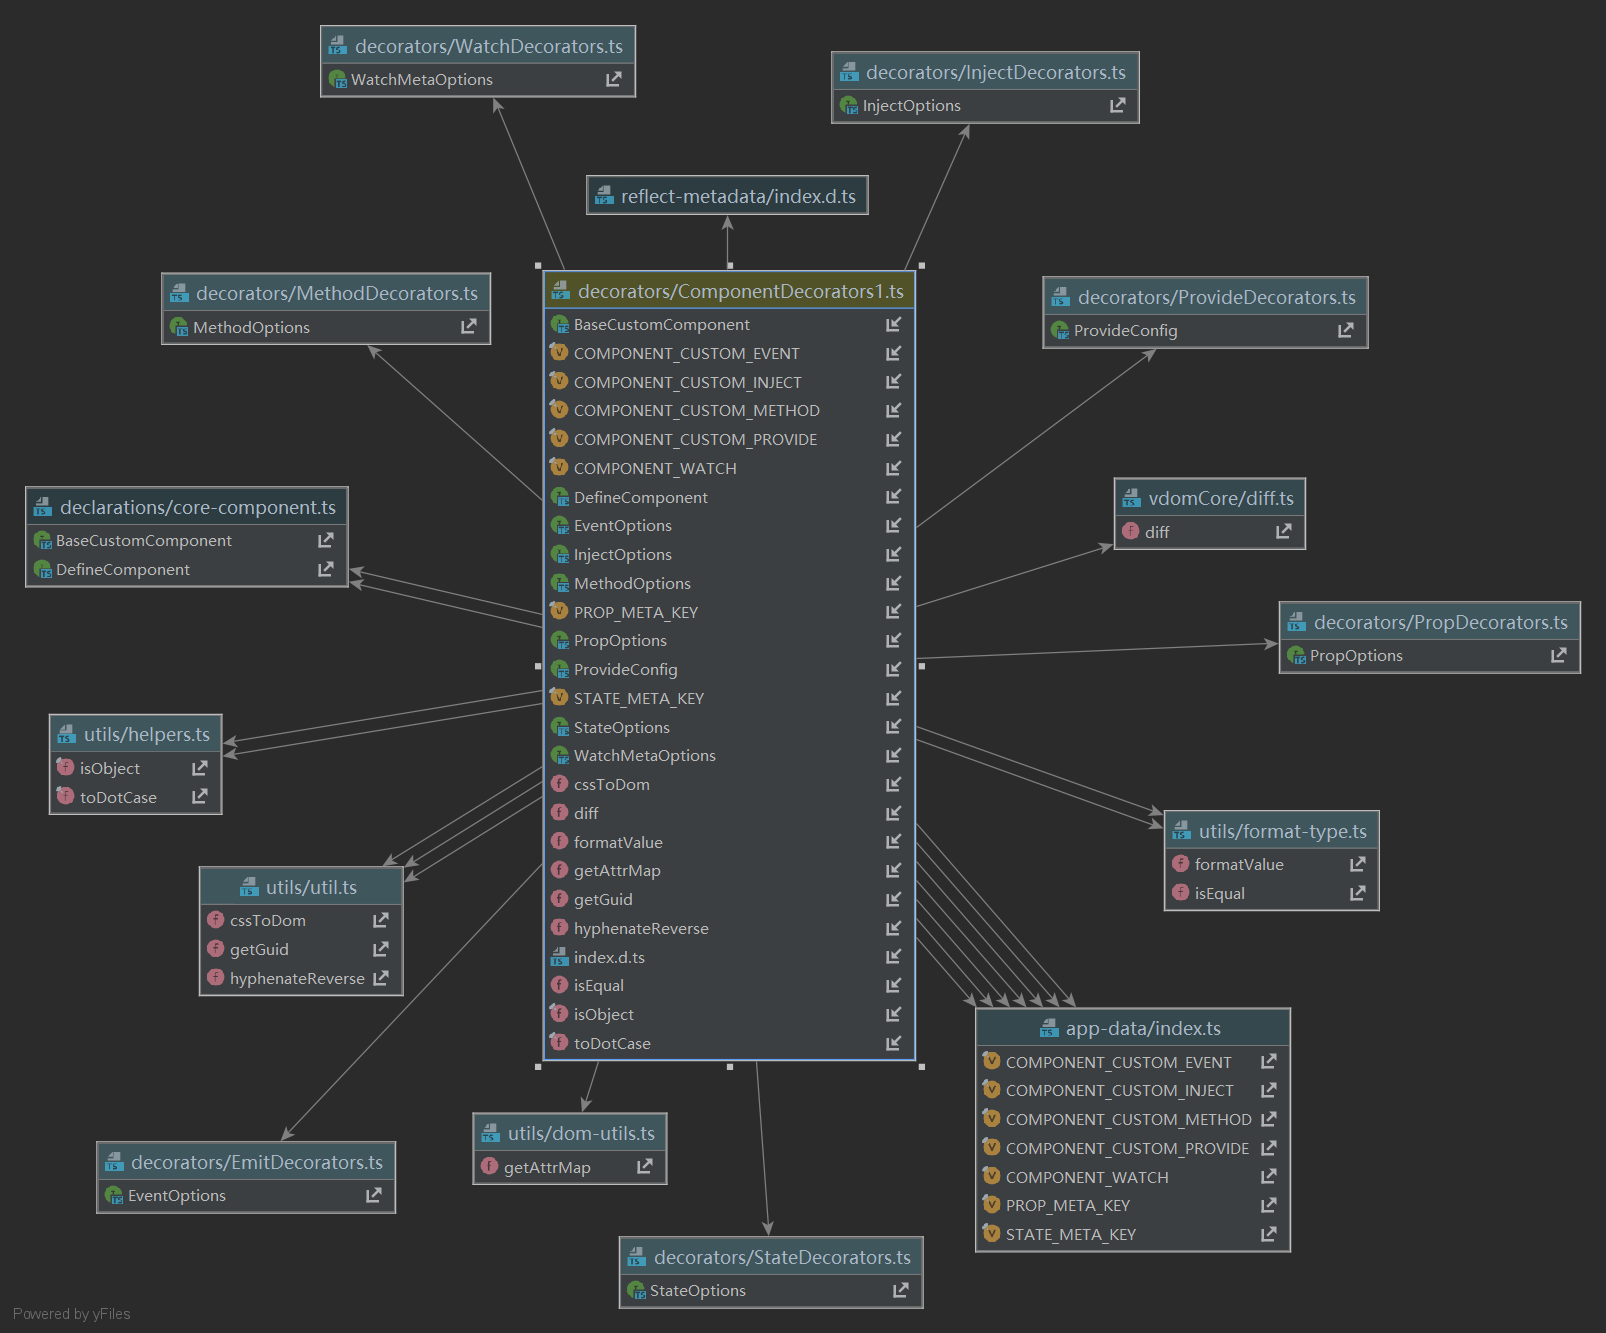 decorators/WatchDecorators.ts
WatchMetaOptions
decorators/InjectDecorators.ts
InjectOptions
reflect-metadata/index.d.ts
decorators/MethodDecorators.ts
MethodOptions
decorators/ProvideDecorators.ts
ProvideConfig
decorators/ComponentDecorators1.ts
BaseCustomComponent
COMPONENT_CUSTOM_EVENT
COMPONENT_CUSTOM_INJECT
COMPONENT_CUSTOM_METHOD
COMPONENT_CUSTOM_PROVIDE
COMPONENT_WATCH
DefineComponent
EventOptions
InjectOptions
MethodOptions
PROP_META_KEY
PropOptions
ProvideConfig
STATE_META_KEY
StateOptions
WatchMetaOptions
cssToDom
diff
formatValue
getAttrMap
getGuid
hyphenateReverse
index.d.ts
isEqual
isObject
toDotCase
declarations/core-component.ts
BaseCustomComponent
DefineComponent
vdomCore/diff.ts
diff
decorators/PropDecorators.ts
PropOptions
utils/helpers.ts
isObject
toDotCase
utils/format-type.ts
formatValue
isEqual
utils/util.ts
cssToDom
getGuid
hyphenateReverse
app-data/index.ts
COMPONENT_CUSTOM_EVENT
COMPONENT_CUSTOM_INJECT
COMPONENT_CUSTOM_METHOD
COMPONENT_CUSTOM_PROVIDE
COMPONENT_WATCH
PROP_META_KEY
STATE_META_KEY
utils/dom-utils.ts
getAttrMap
decorators/EmitDecorators.ts
EventOptions
decorators/StateDecorators.ts
StateOptions
Powered by yFiles